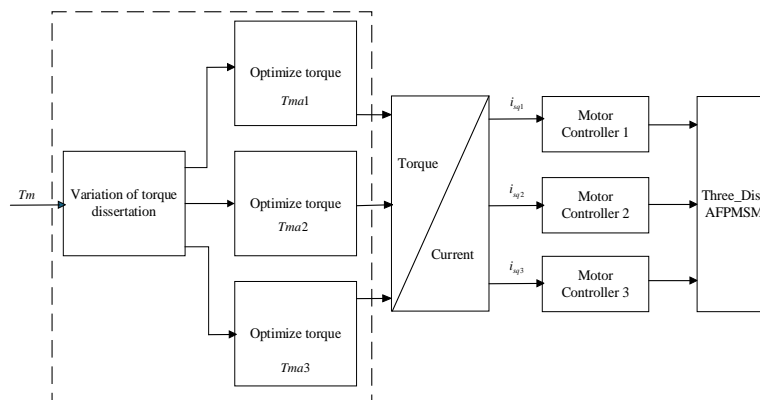 Tm
Variation of torque
dissertation
Optimize torque
Tma1
Optimize torque
Tma2
Optimize torque
Tma3
Torque
Current
isq1
isq2
isq3
Motor
Controller 1
Motor
Controller 2
Motor
Controller 3
Three_Dis
AFPMSM